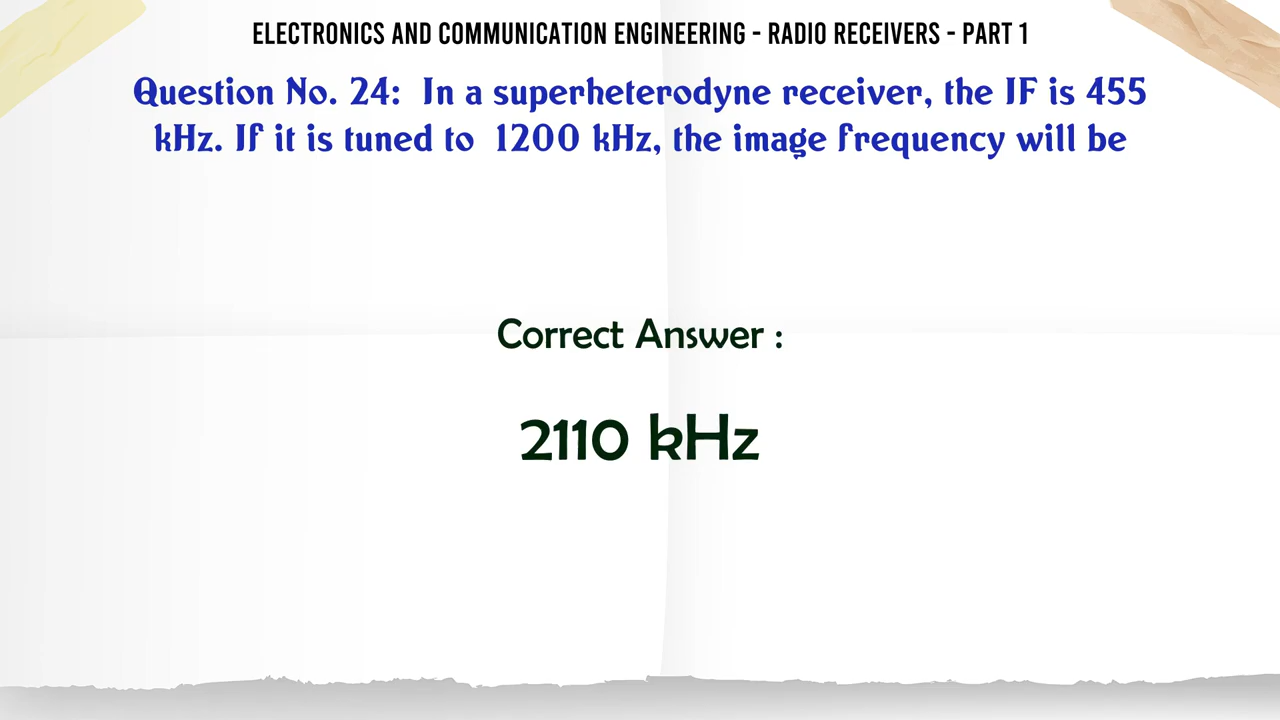 ELECTRONICS AND COMMUNICATION ENGINEERING - RADIO RECEIVERS - PART 1
Question No. 24: In a superheterodyne receiver, the IF is 455
kHz. If it is tuned to 1200 kHz, the image frequency will be
Correct Answer :
2110 kHz